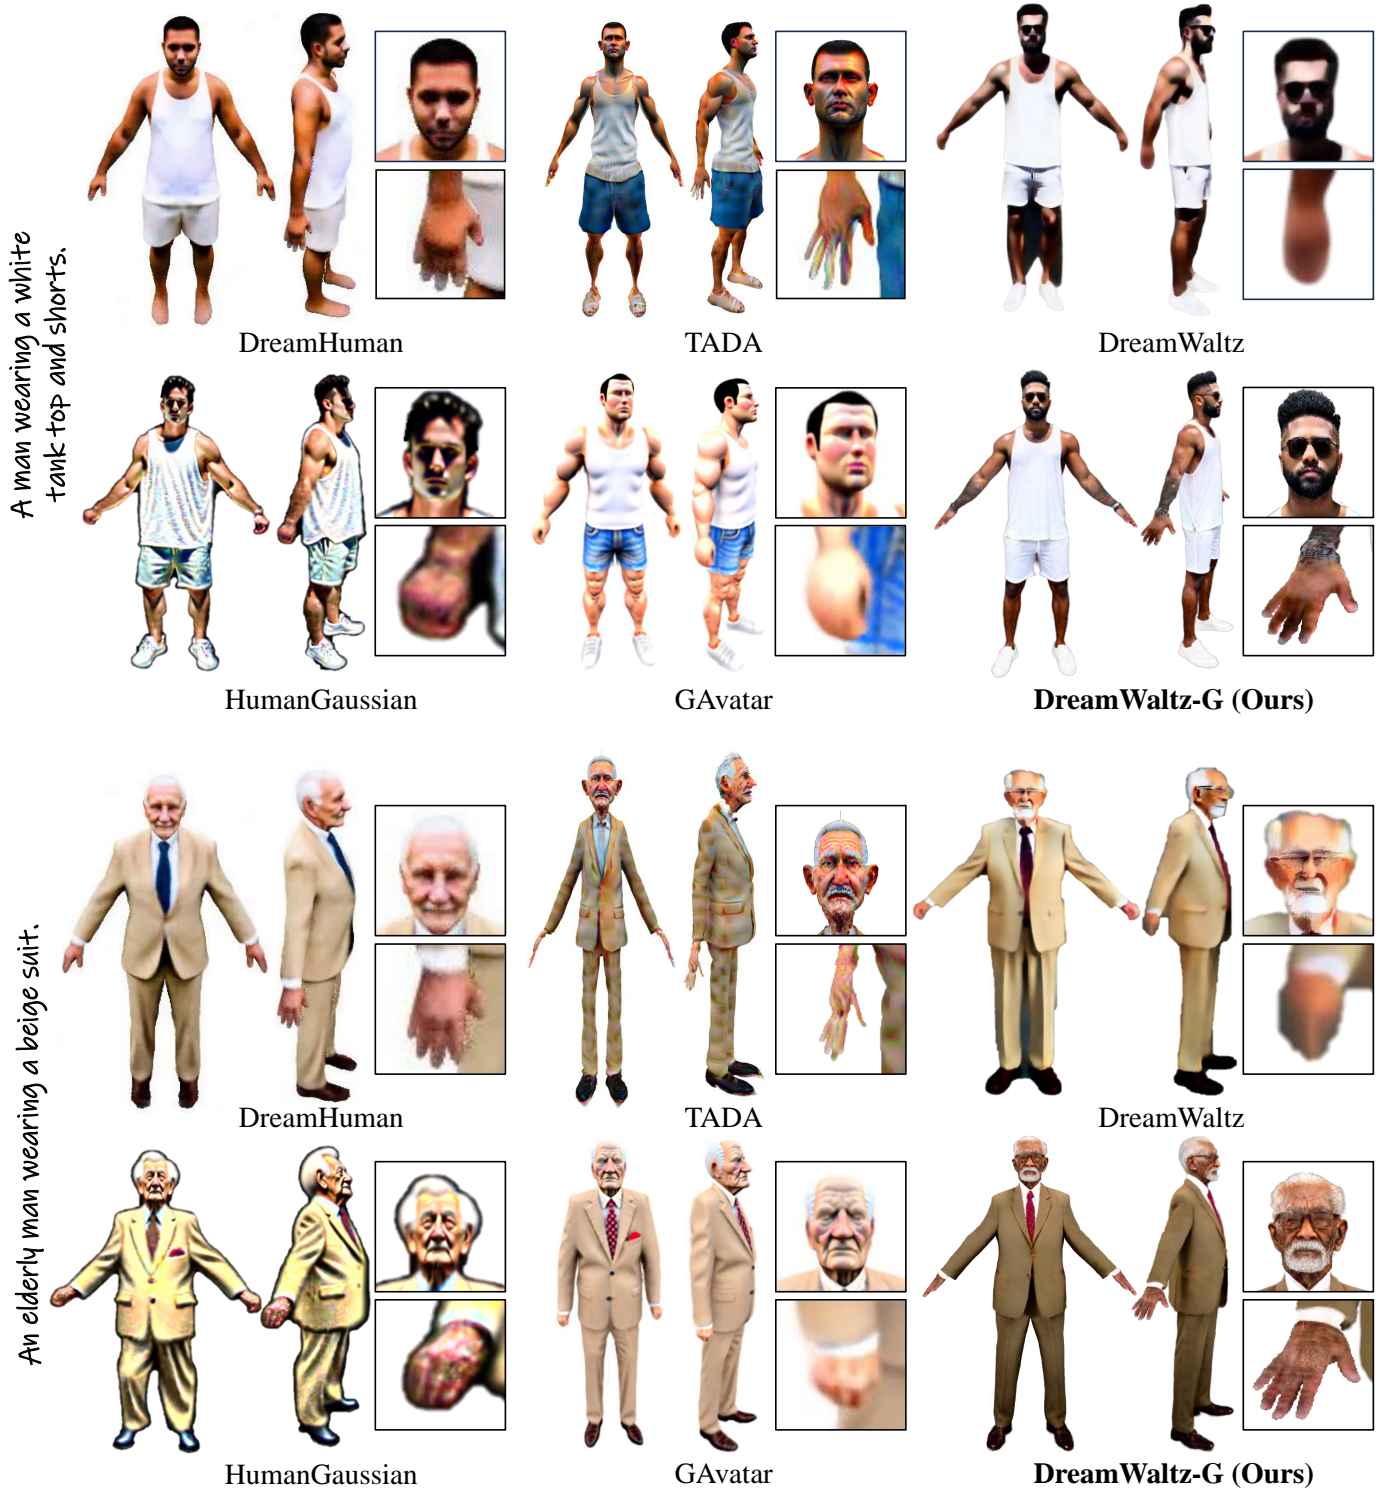 A man wearing a white
tank top and shorts.
DreamHuman
TADA
DreamWaltz
HumanGaussian
GAvatar
DreamWaltz-G (Ours)
An elderly man wearing a beige suit.
DreamHuman
TADA
DreamWaltz
HumanGaussian
GAvatar
DreamWaltz-G (Ours)